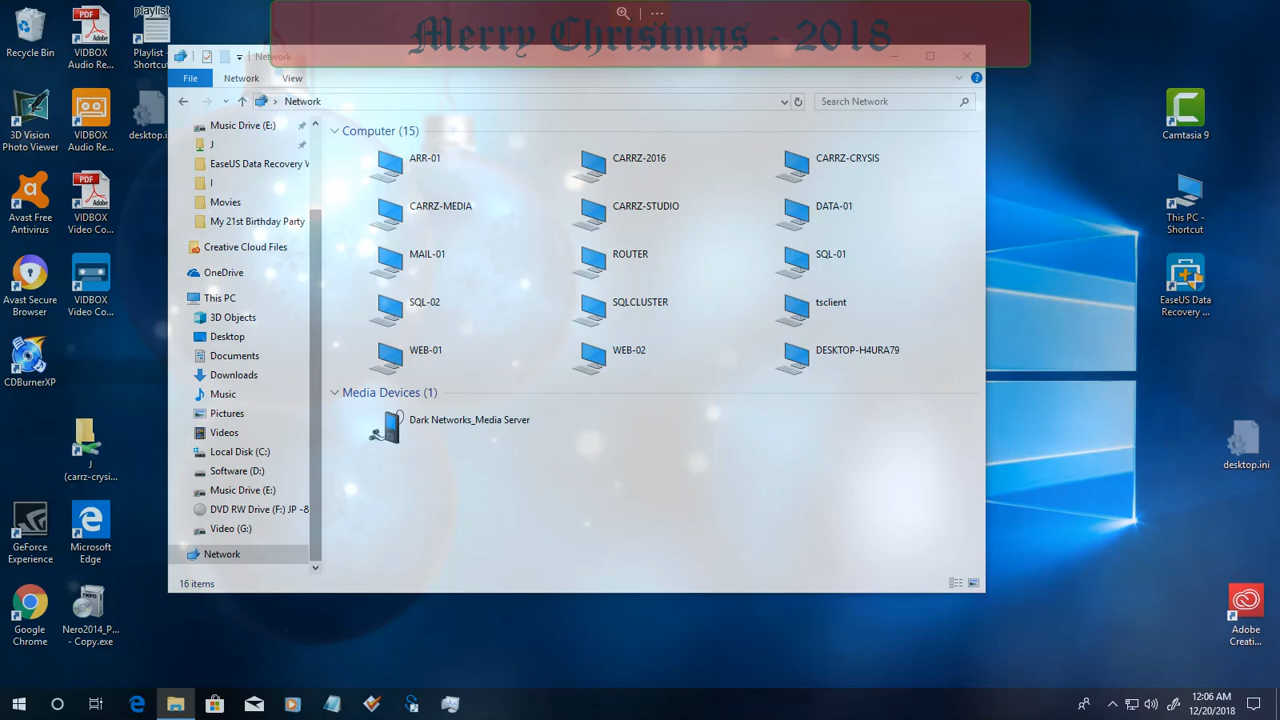 Merry Christmas - 2018
Network
File
Network
View
Network
Search Network
Music Drive (E:)
J
EaseUS Data Recovery V
I
Movies
My 21st Birthday Party
Creative Cloud Files
OneDrive
This PC
3D Objects
Desktop
Documents
Downloads
Music
Pictures
Videos
Local Disk (C:)
Software (D:)
Music Drive (E:)
DVD RW Drive (F:) JP -8
Video (G:)
Network
Computer (15)
ARR-01
CARRZ-2016
CARRZ-CRYSIS
CARRZ-MEDIA
CARRZ-STUDIO
DATA-01
MAIL-01
ROUTER
SQL-01
SQL-02
SQLCLUSTER
tsclient
WEB-01
WEB-02
DESKTOP-H4URA79
Media Devices (1)
Dark Networks_Media Server
16 items
Recycle Bin
VIDBOX
Audio Re...
playlist
Playlist -
Shortcut
3D Vision
Photo Viewer
VIDBOX
Audio Re...
desktop.ini
Avast Free
Antivirus
VIDBOX
Video Co...
Avast Secure
Browser
VIDBOX
Video Co...
CDBurnerXP
J
(carrz-crysi...
GeForce
Experience
Microsoft
Edge
Google
Chrome
Nero2014_P...
- Copy.exe
Camtasia 9
This PC -
Shortcut
EaseUS Data
Recovery ...
desktop.ini
Adobe
Creati...
12:06 AM
12/20/2018